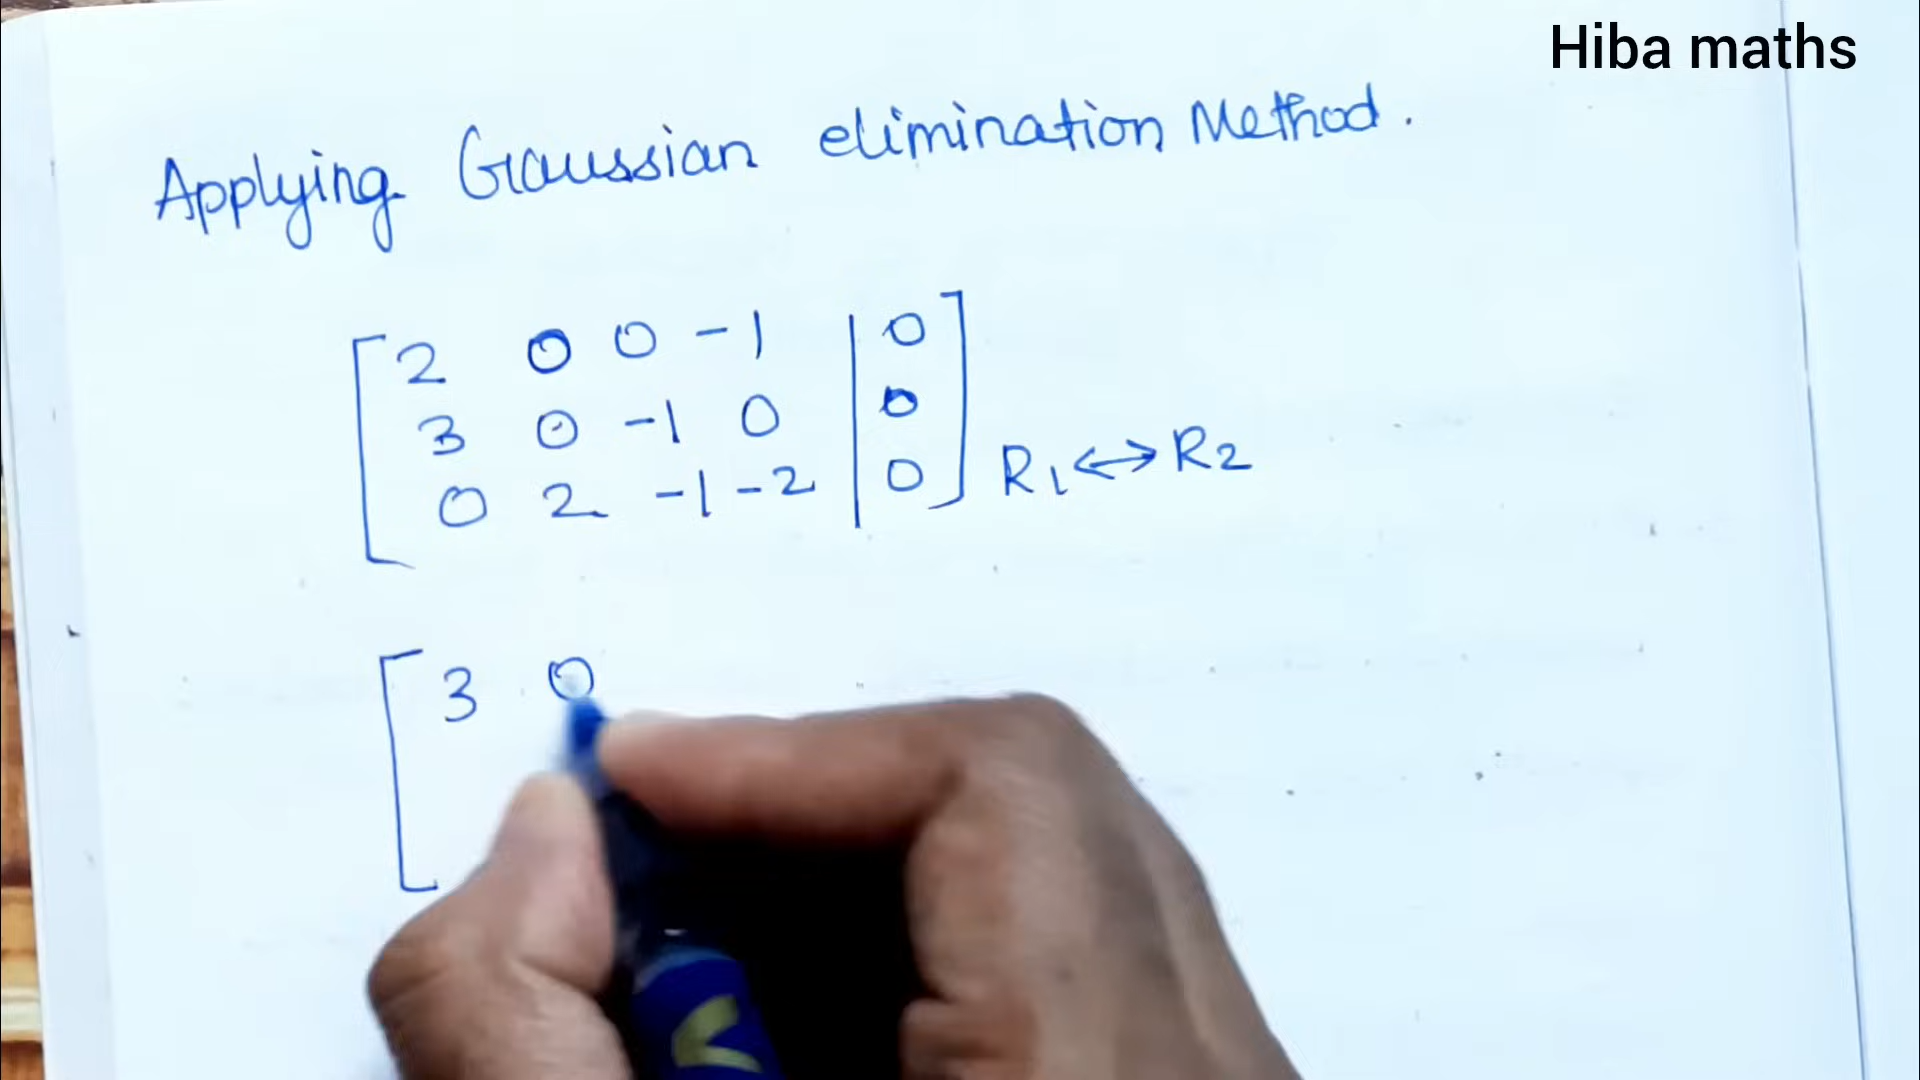 Hiba maths
Applying Gaussian elimination Method.
2 0 0 -1 | 0
3 0 -1 0 | 0
0 2 -1 -2 | 0 R1 ↔ R2
3 0